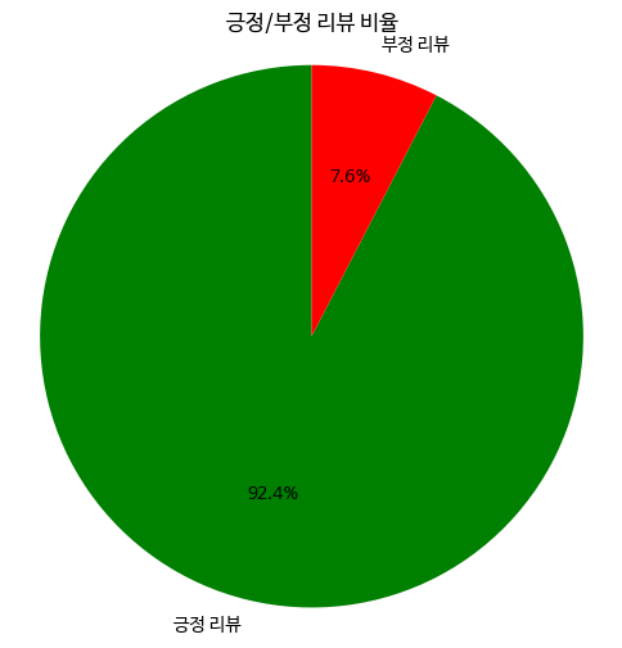 긍정/부정 리뷰 비율
부정 리뷰
7.6%
92.4%
긍정 리뷰